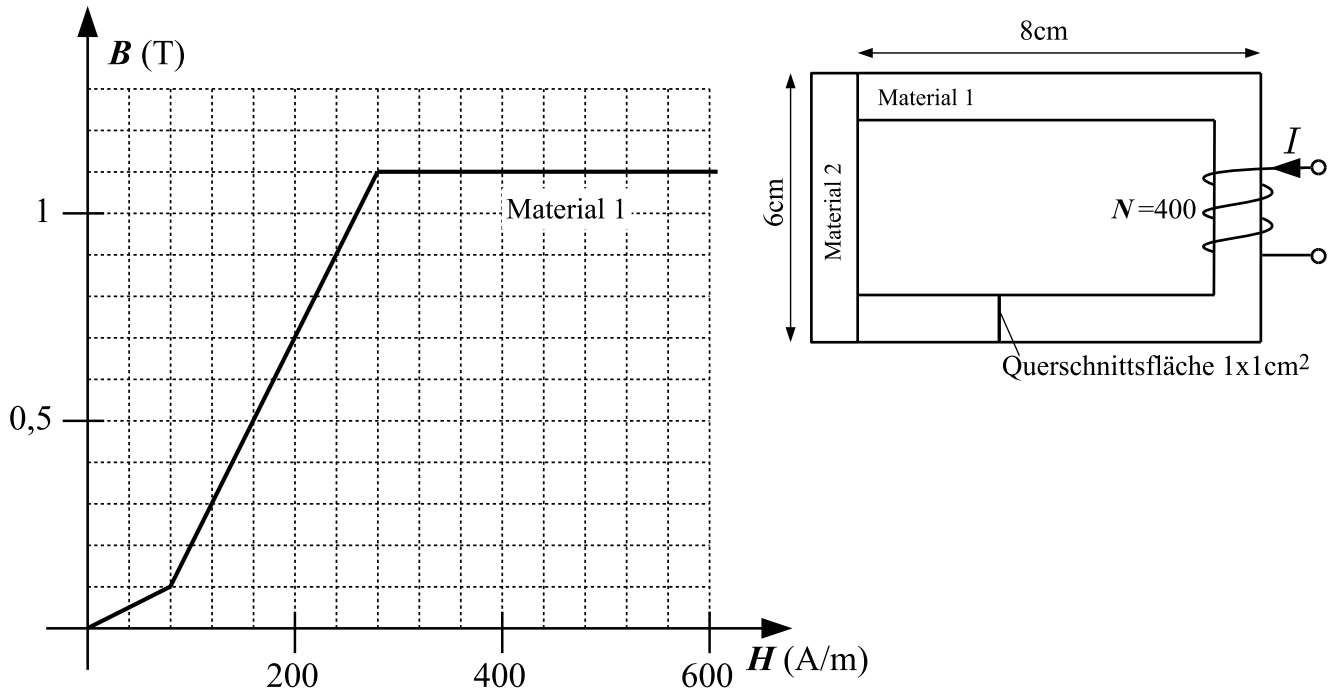 B (T)
1
0,5
Material 1
200
400
600
H (A/m)
8cm
6cm
Material 1
Material 2
N=400
I
Querschnittsfläche 1x1cm²